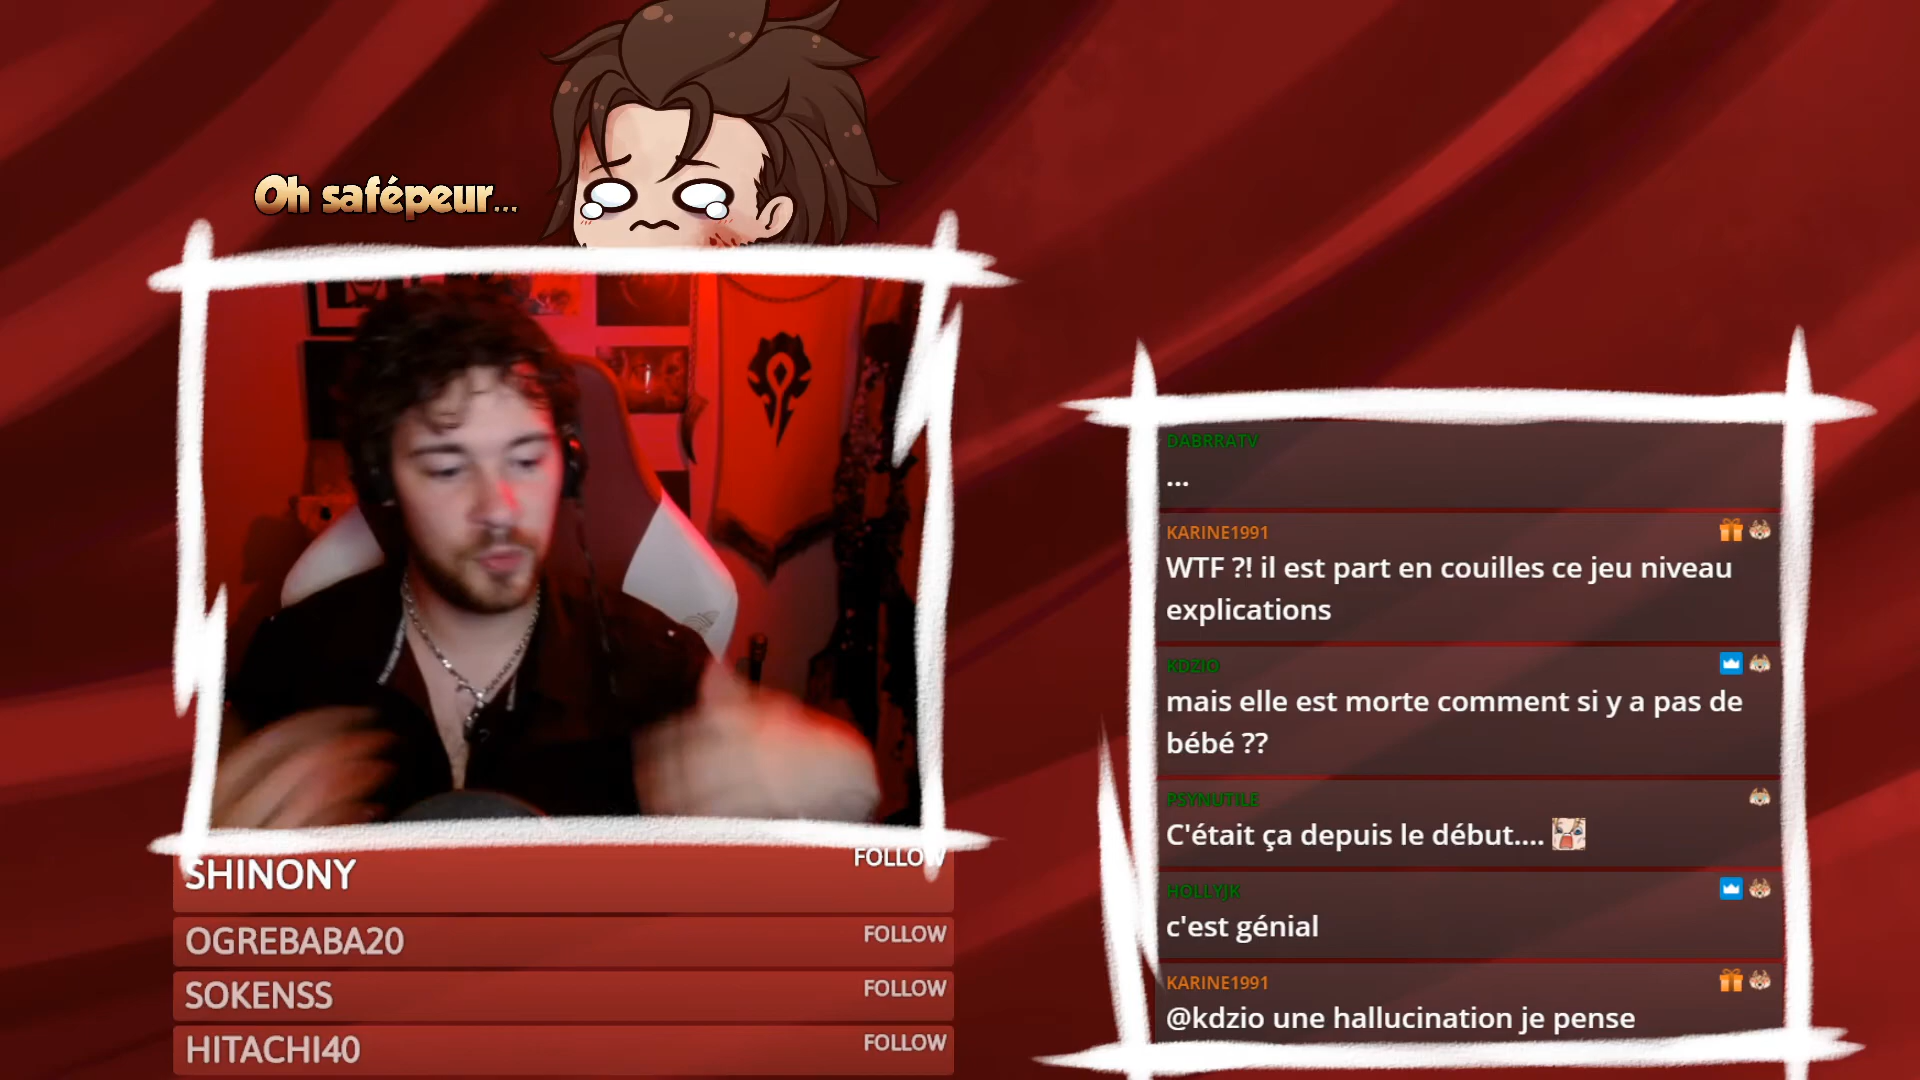 Oh safépeur...
SHINONY
FOLLOW
OGREBABA20
FOLLOW
SOKENSS
FOLLOW
HITACHI40
FOLLOW
DABRRATV
...
KARINE1991
WTF ?! il est part en couilles ce jeu niveau
explications
KDZIO
mais elle est morte comment si y a pas de
bébé ??
PSYNUTILE
C'était ça depuis le début....
HOLLYJK
c'est génial
KARINE1991
@kdzio une hallucination je pense